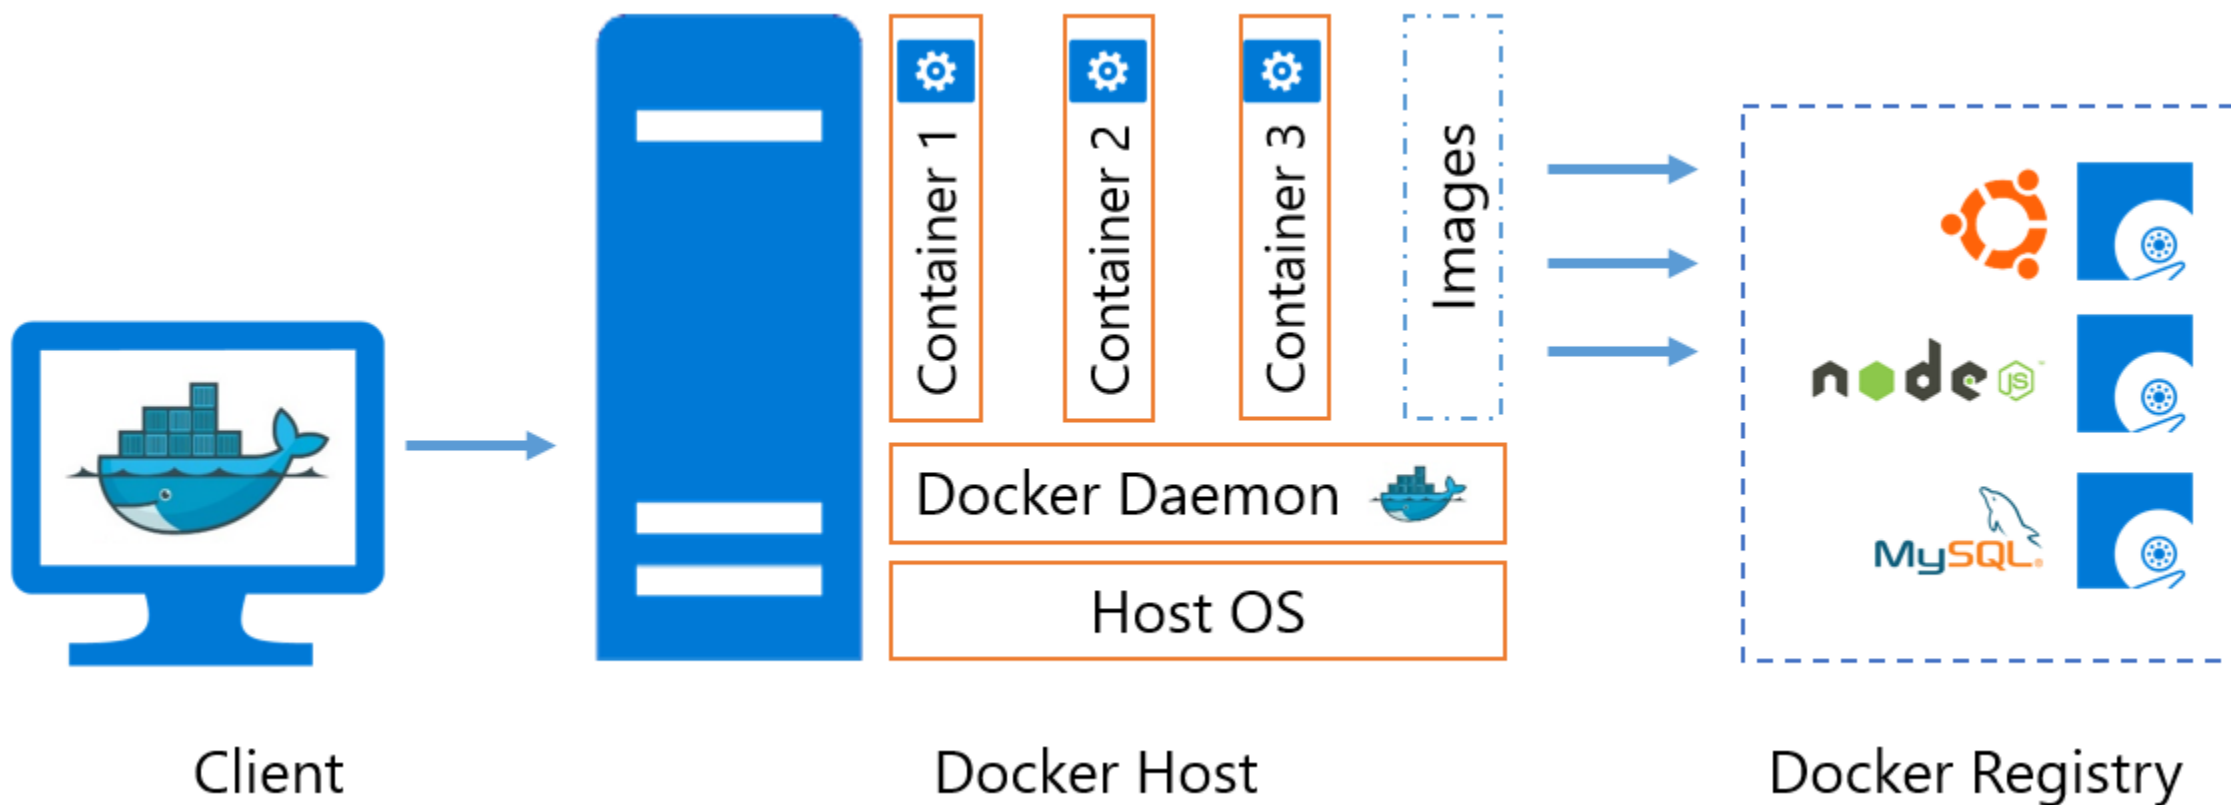 Container 1
Container 2
Container 3
Images
Docker Daemon
Host OS
node
JS
™
MySQL®
Client
Docker Host
Docker Registry